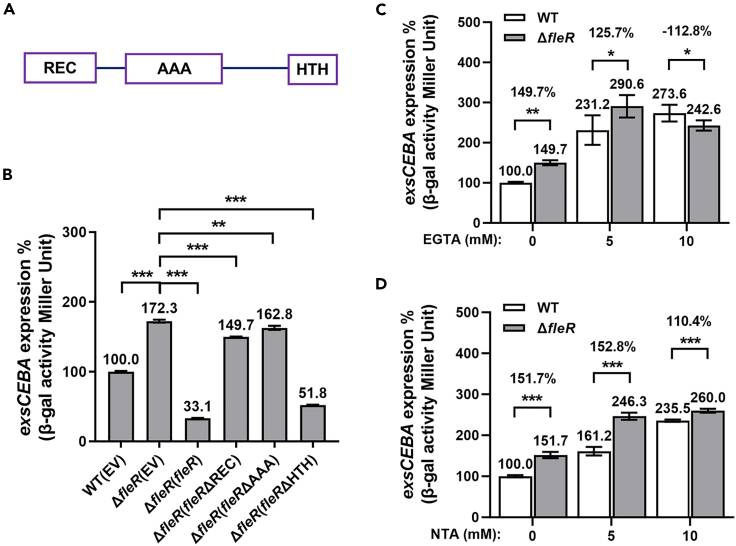 A
REC AAA HTH
B
exsCEBA expression %
(β-gal activity Miller Unit)
300
200
100
0
***
**
***
*** ***
100.0 172.3 33.1 149.7 162.8 51.8
WT(EV)
ΔfleR(EV)
ΔfleR(fleR)
ΔfleR(fleRΔREC)
ΔfleR(fleRΔAAA)
ΔfleR(fleRΔHTH)
C
exsCEBA expression %
(β-gal activity Miller Unit)
500
400
300
200
100
0
WT
ΔfleR
149.7% 125.7% -112.8%
** * *
100.0 149.7 231.2 290.6 273.6 242.6
EGTA (mM): 0 5 10
D
exsCEBA expression %
(β-gal activity Miller Unit)
500
400
300
200
100
0
WT
ΔfleR
151.7% 152.8% 110.4%
*** *** ***
100.0 151.7 161.2 246.3 235.5 260.0
NTA (mM): 0 5 10